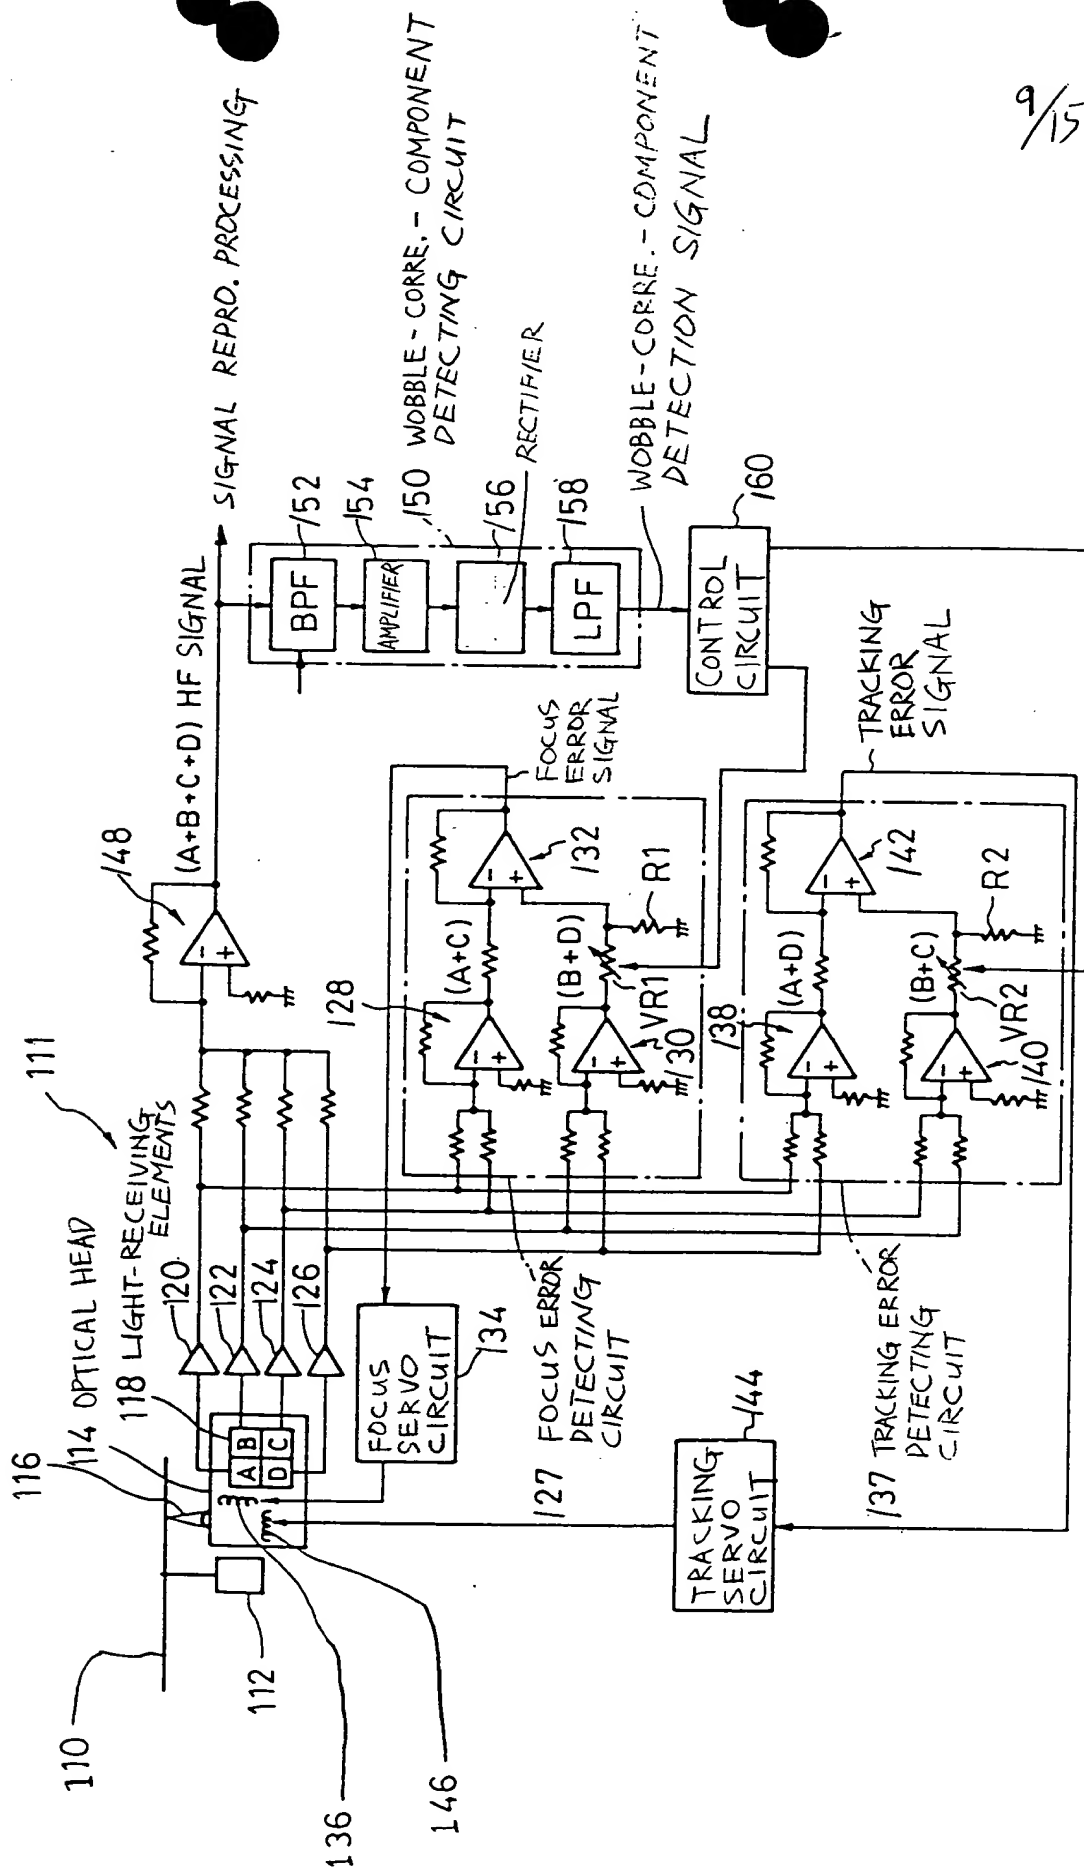 9/15
111
110
112
136
146
116
114 OPTICAL HEAD
118 LIGHT-RECEIVING
ELEMENTS
A
B
C
D
120
122
124
126
148
-
+
(A+B+C+D) HF SIGNAL
SIGNAL REPRO. PROCESSING
BPF
152
AMPLIFIER
154
150 WOBBLE-CORRE.-COMPONENT
DETECTING CIRCUIT
156
RECTIFIER
LPF
158
WOBBLE-CORRE.-COMPONENT
DETECTION SIGNAL
CONTROL
CIRCUIT
160
FOCUS
SERVO
CIRCUIT
134
FOCUS ERROR
DETECTING
CIRCUIT
127
128
-
+
(A+C)
130
-
+
(B+D)
VR1
R1
-
+
132
FOCUS
ERROR
SIGNAL
TRACKING
SERVO
CIRCUIT
144
137 TRACKING ERROR
DETECTING
CIRCUIT
138
-
+
(A+D)
140
-
+
(B+C)
VR2
R2
-
+
142
TRACKING
ERROR
SIGNAL